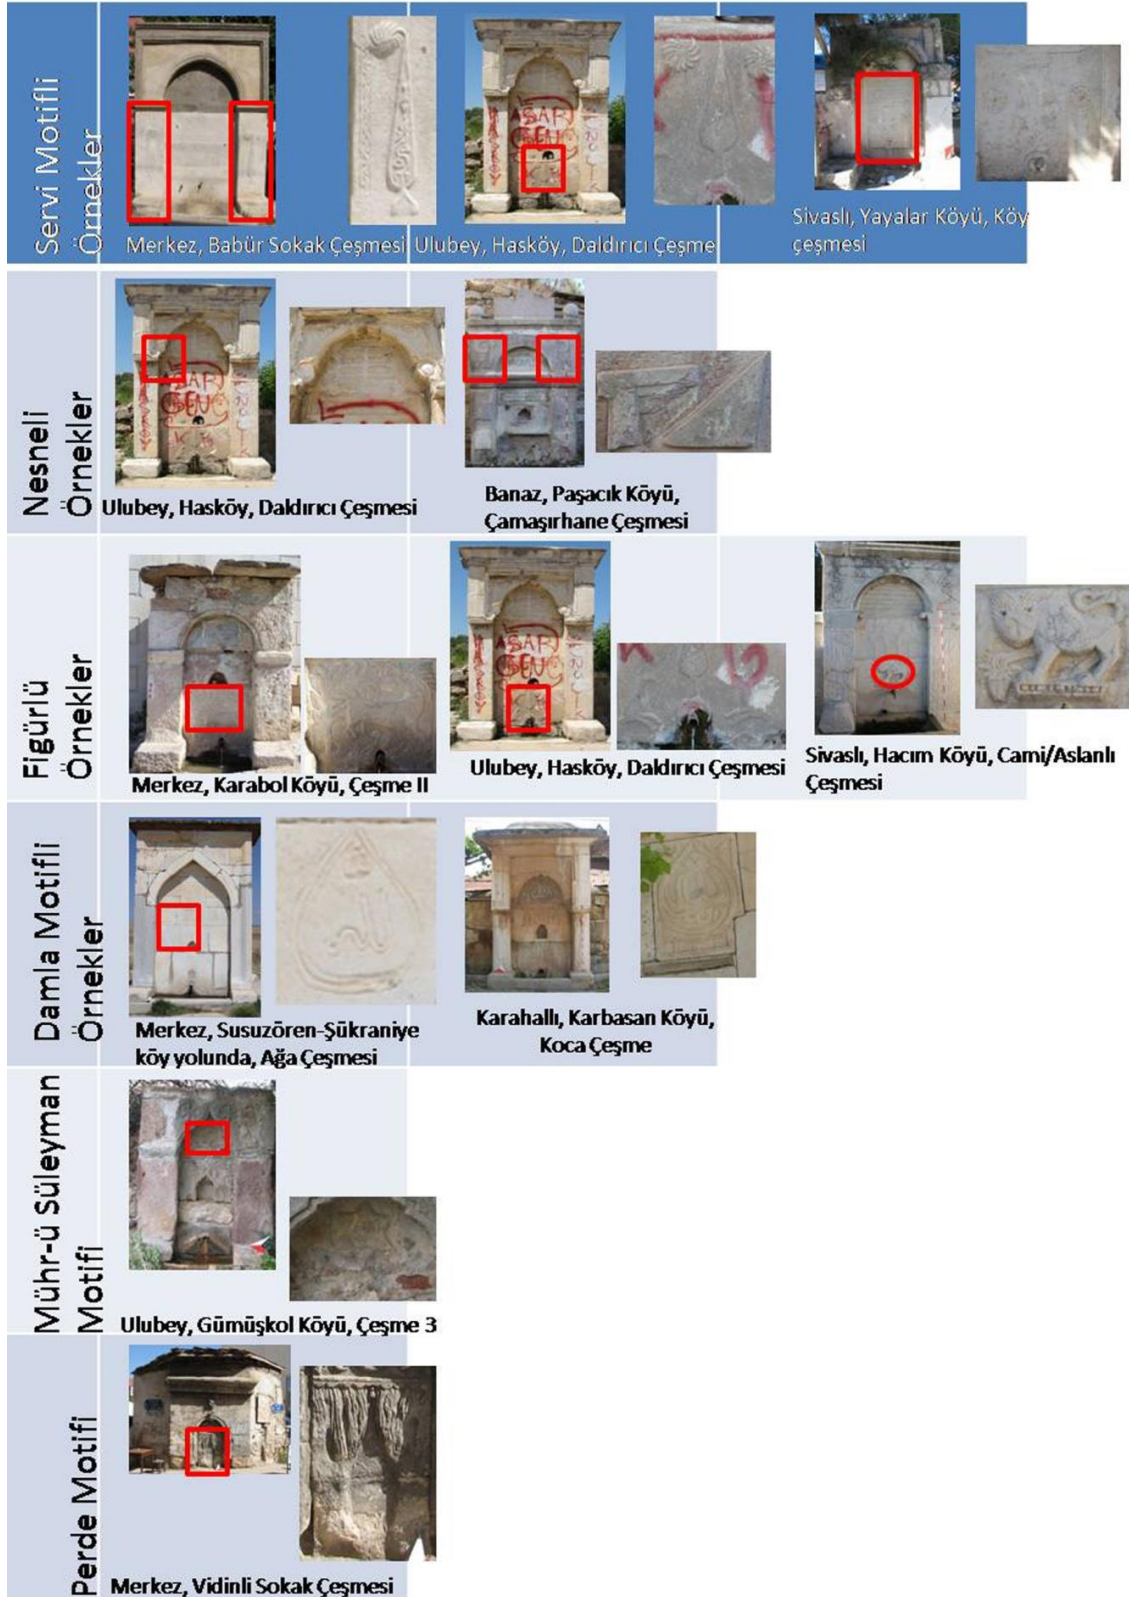 Servi Motifli
Örnekler
Merkez, Babür Sokak Çeşmesi
Ulubey, Hasköy, Daldırıcı Çeşme
Sivaslı, Yayalar Köyü, Köy
çeşmesi
Nesneli
Örnekler
Ulubey, Hasköy, Daldırıcı Çeşmesi
Banaz, Paşacık Köyü,
Çamaşırhane Çeşmesi
Figürlü
Örnekler
Merkez, Karabol Köyü, Çeşme II
Ulubey, Hasköy, Daldırıcı Çeşmesi
Sivaslı, Hacım Köyü, Cami/Aslanlı
Çeşmesi
Damla Motifli
Örnekler
Merkez, Susuzören-Şükraniye
köy yolunda, Ağa Çeşmesi
Karahallı, Karbasan Köyü,
Koca Çeşme
Mühr-ü Süleyman
Motifi
Ulubey, Gümüşkol Köyü, Çeşme 3
Perde Motifi
Merkez, Vidinli Sokak Çeşmesi